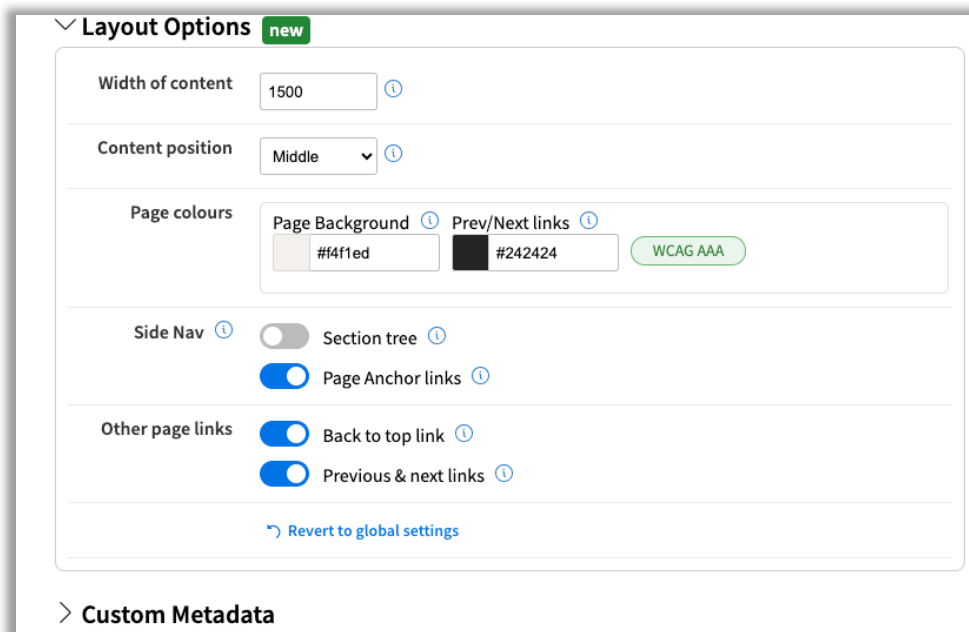 Layout Options new
Width of content 1500
Content position Middle
Page colours
Page Background Prev/Next links
#f4f1ed #242424 WCAG AAA
Side Nav Section tree
Page Anchor links
Other page links Back to top link
Previous & next links
Revert to global settings
Custom Metadata